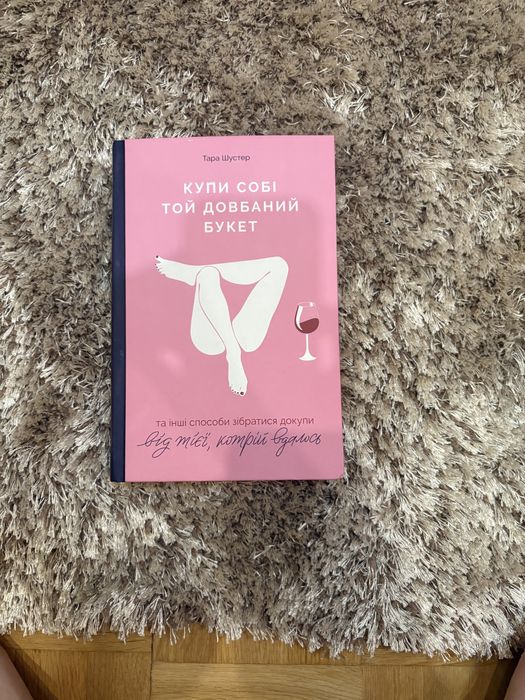 Тара Шустер
КУПИ СОБІ
ТОЙ ДОВБАНИЙ
БУКЕТ
та інші способи зібратися докупи
від тієї, котрій вдалось